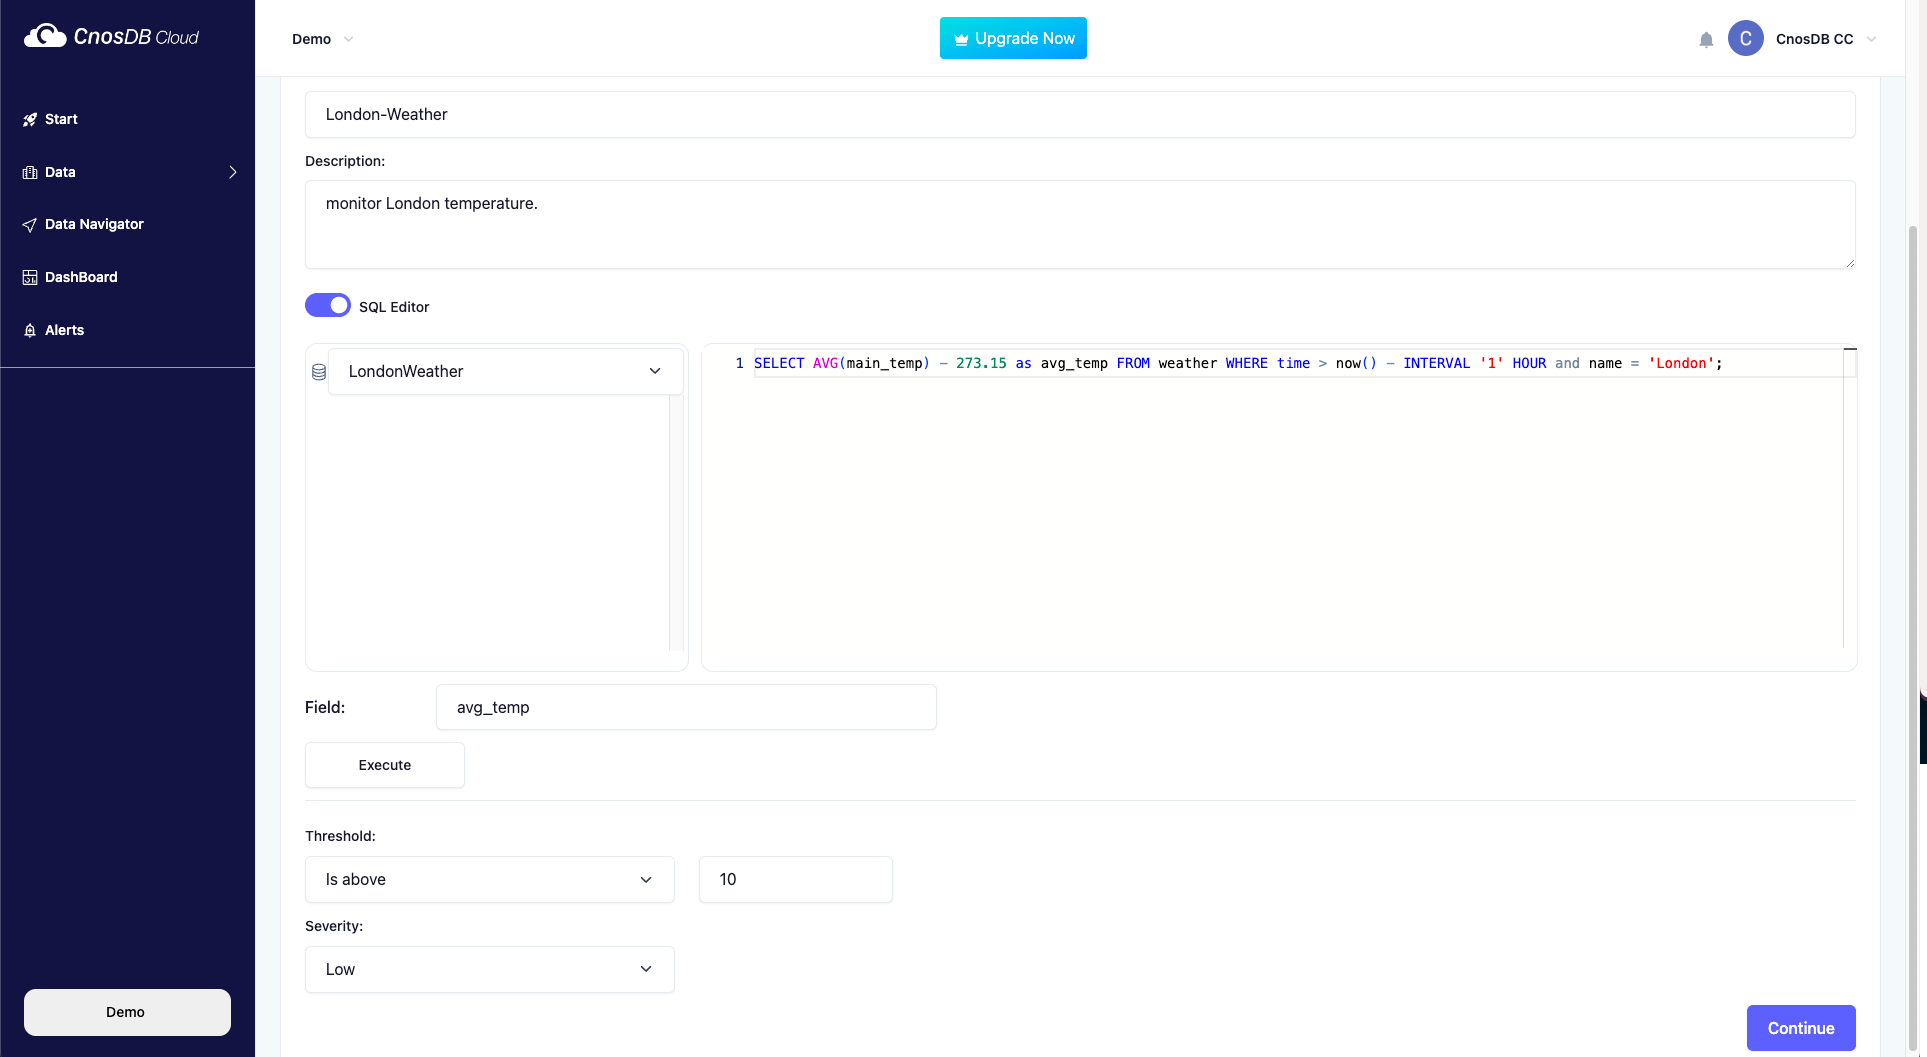 CnosDB Cloud
Demo
Upgrade Now
C
CnosDB CC
Start
Data
Data Navigator
DashBoard
Alerts
Demo
London-Weather
Description:
monitor London temperature.
SQL Editor
LondonWeather
1 SELECT AVG(main_temp) - 273.15 as avg_temp FROM weather WHERE time > now() - INTERVAL '1' HOUR and name = 'London';
Field:
avg_temp
Execute
Threshold:
Is above
10
Severity:
Low
Continue